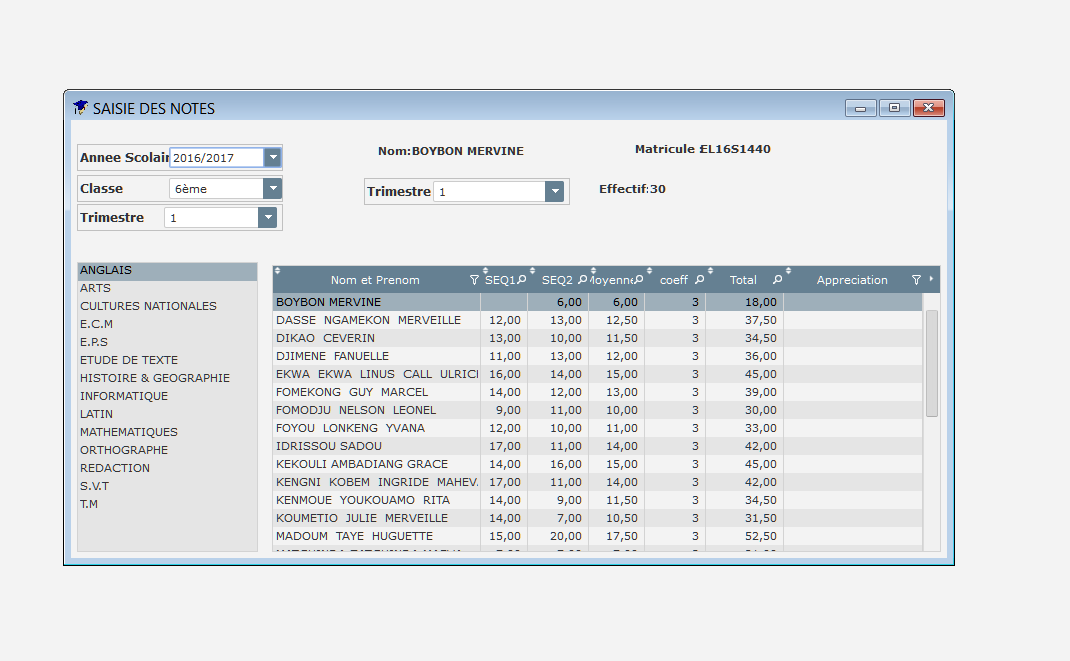 SAISIE DES NOTES
Nom:BOYBON MERVINE
Matricule £L16S1440
Annee Scolair 2016/2017
Classe 6ème
Trimestre 1
Effectif:30
Trimestre 1
ANGLAIS
ARTS
CULTURES NATIONALES
E.C.M
E.P.S
ETUDE DE TEXTE
HISTOIRE & GEOGRAPHIE
INFORMATIQUE
LATIN
MATHEMATIQUES
ORTHOGRAPHE
REDACTION
S.V.T
T.M
Nom et Prenom SEQ1 SEQ2 Moyenne coeff Total Appreciation
BOYBON MERVINE 6,00 6,00 3 18,00
DASSE NGAMEKON MERVEILLE 12,00 13,00 12,50 3 37,50
DIKAO CEVERIN 13,00 10,00 11,50 3 34,50
DJIMENE FANUELLE 11,00 13,00 12,00 3 36,00
EKWA EKWA LINUS CALL ULRICI 16,00 14,00 15,00 3 45,00
FOMEKONG GUY MARCEL 14,00 12,00 13,00 3 39,00
FOMODJU NELSON LEONEL 9,00 11,00 10,00 3 30,00
FOYOU LONKENG YVANA 12,00 10,00 11,00 3 33,00
IDRISSOU SADOU 17,00 11,00 14,00 3 42,00
KEKOULI AMBADIANG GRACE 14,00 16,00 15,00 3 45,00
KENGNI KOBEM INGRIDE MAHEV 17,00 11,00 14,00 3 42,00
KENMOUE YOUKOUAMO RITA 14,00 9,00 11,50 3 34,50
KOUMETIO JULIE MERVEILLE 14,00 7,00 10,50 3 31,50
MADOUM TAYE HUGUETTE 15,00 20,00 17,50 3 52,50